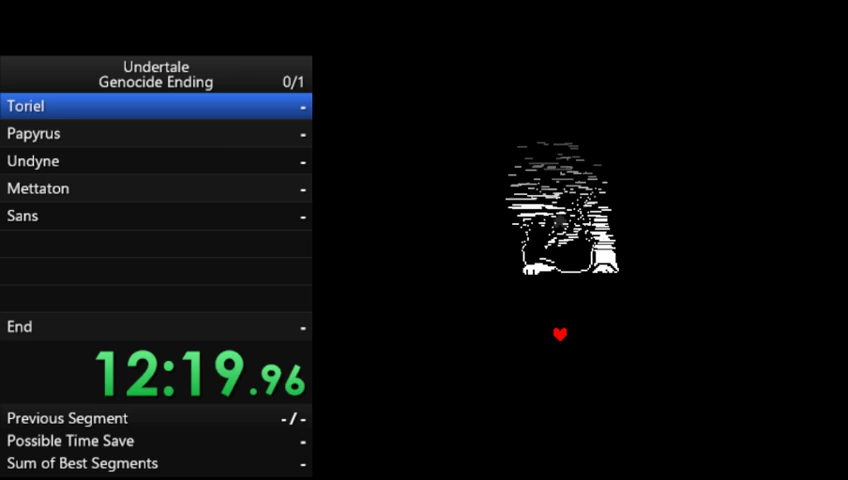 Undertale
Genocide Ending 0/1
Toriel -
Papyrus -
Undyne -
Mettaton -
Sans -
End -
12:19.96
Previous Segment -/-
Possible Time Save -
Sum of Best Segments -